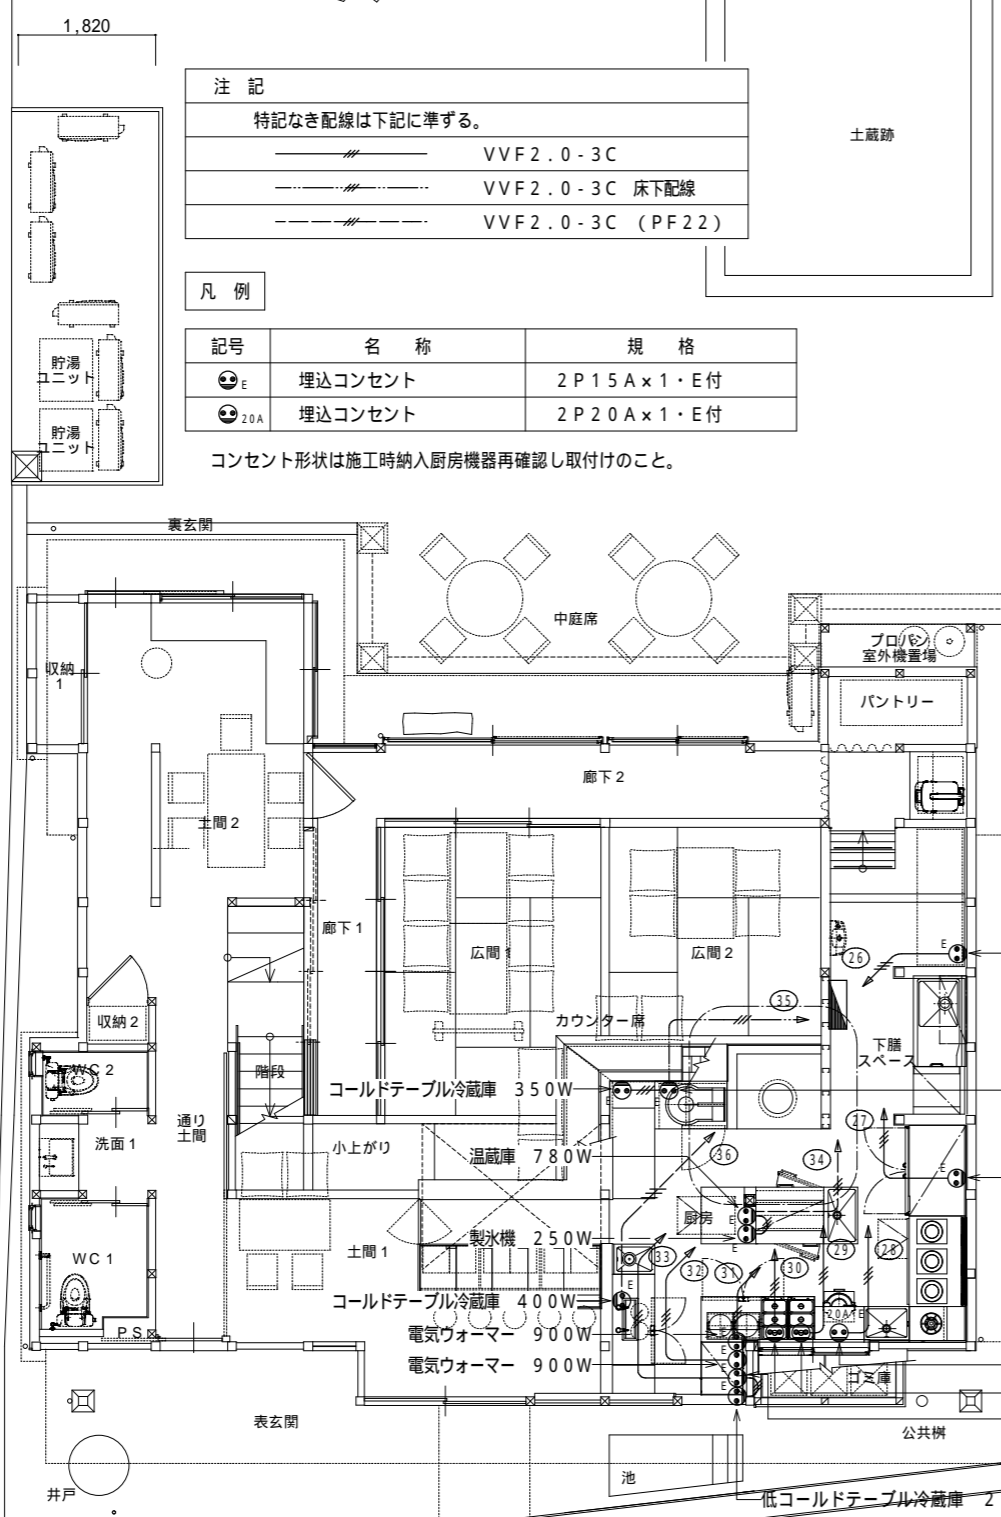 1,820
注 記
特記なき配線は下記に準ずる。
VVF2.0-3C
VVF2.0-3C 床下配線
VVF2.0-3C (PF22)
土蔵跡
凡 例
記号 名 称 規 格
E 埋込コンセント 2P15A×1・E付
20A 埋込コンセント 2P20A×1・E付
コンセント形状は施工時納入厨房機器再確認し取付けのこと。
貯湯
ユニット
貯湯
ユニット
裏玄関
中庭席
プロパン
室外機置場
収納
1
パントリー
廊下2
土間2
廊下1
広間1
広間2
E
26
35
収納2
カウンター席
下膳
スペース
WC2
階段
コールドテーブル冷蔵庫 350W
E
E
通り
土間
洗面1
小上がり
27
温蔵庫 780W
36
34
E
厨房
E
土間1
製氷機 250W
E
WC1
33
32
31
30
29
28
コールドテーブル冷蔵庫 400W
E
20A
E
PS
電気ウォーマー 900W
E
電気ウォーマー 900W
E
E
ゴミ庫
表玄関
公共桝
井戸
池
低コールドテーブル冷蔵庫 2